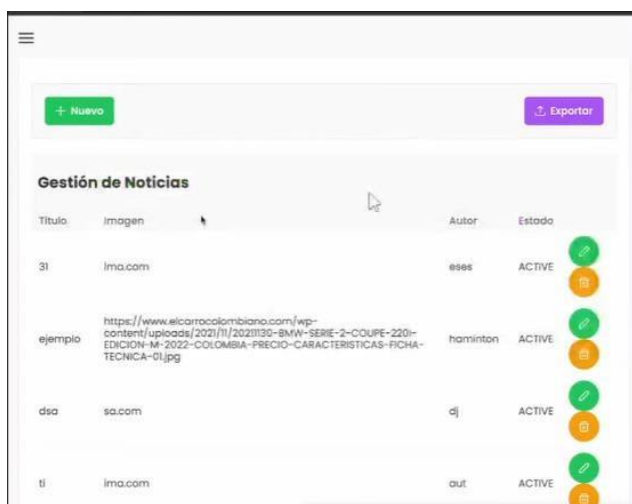 Nuevo
Exportar
Gestión de Noticias
Título Imagen Autor Estado
31 Ima.com eses ACTIVE
https://www.elcarrocolombiano.com/wp-
content/uploads/2021/11/20211130-BMW-SERIE-2-COUPE-220I-
ejemplo EDICION-M-2022-COLOMBIA-PRECIO-CARACTERISTICAS-FICHA- haminton ACTIVE
TECNICA-01.jpg
dsa sa.com dj ACTIVE
ti ima.com aut ACTIVE